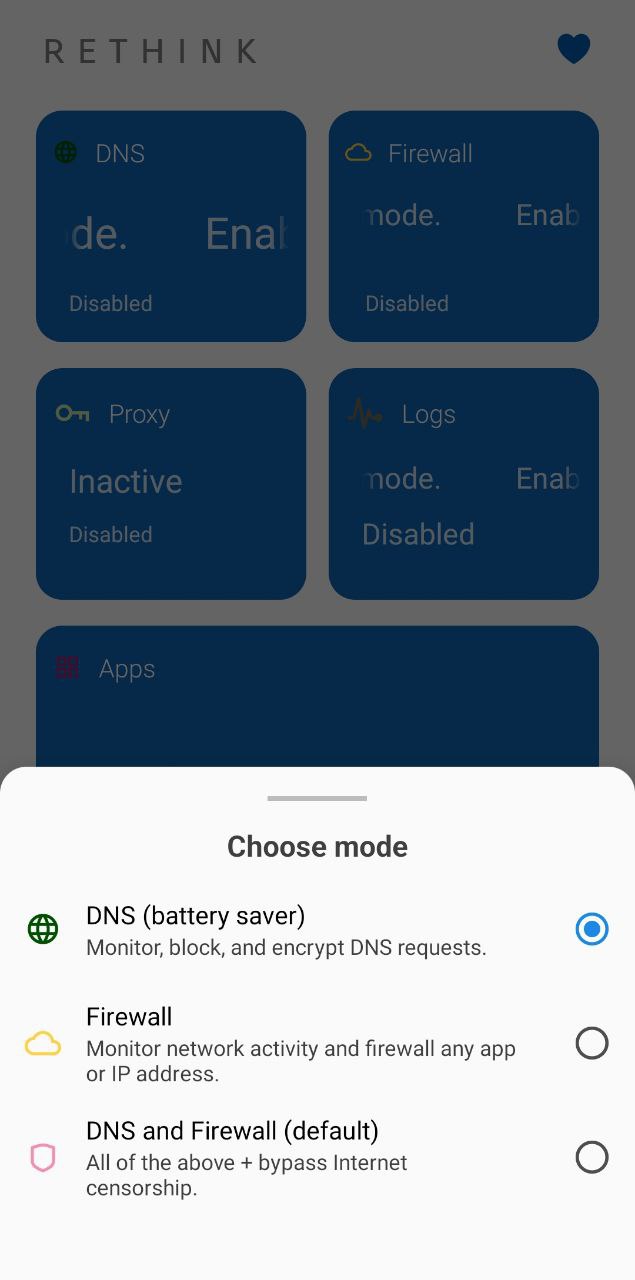 RETHINK
DNS
Firewall
de. Enab
mode. Enab
Disabled
Disabled
Proxy
Logs
Inactive
mode. Enab
Disabled
Disabled
Apps
Choose mode
DNS (battery saver)
Monitor, block, and encrypt DNS requests.
Firewall
Monitor network activity and firewall any app
or IP address.
DNS and Firewall (default)
All of the above + bypass Internet
censorship.